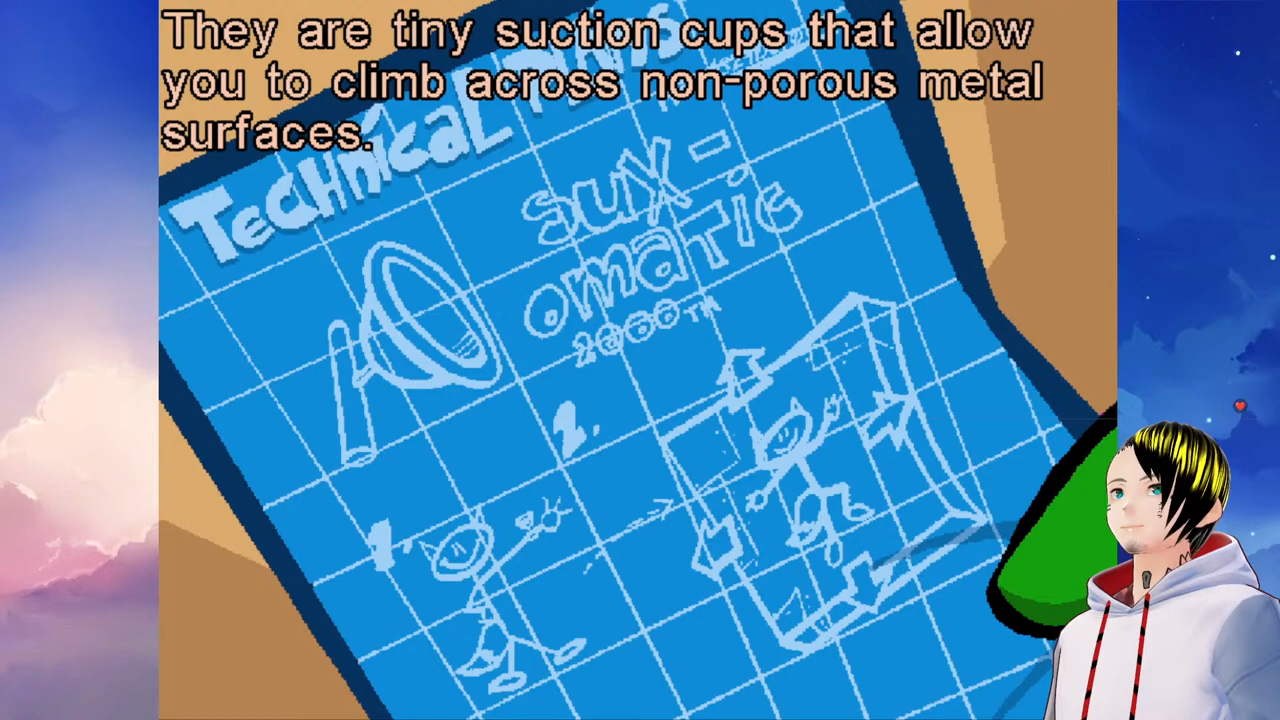 They are tiny suction cups that allow
you to climb across non-porous metal
surfaces.
Technical
sux-
omatic
2000TM
1.
2.